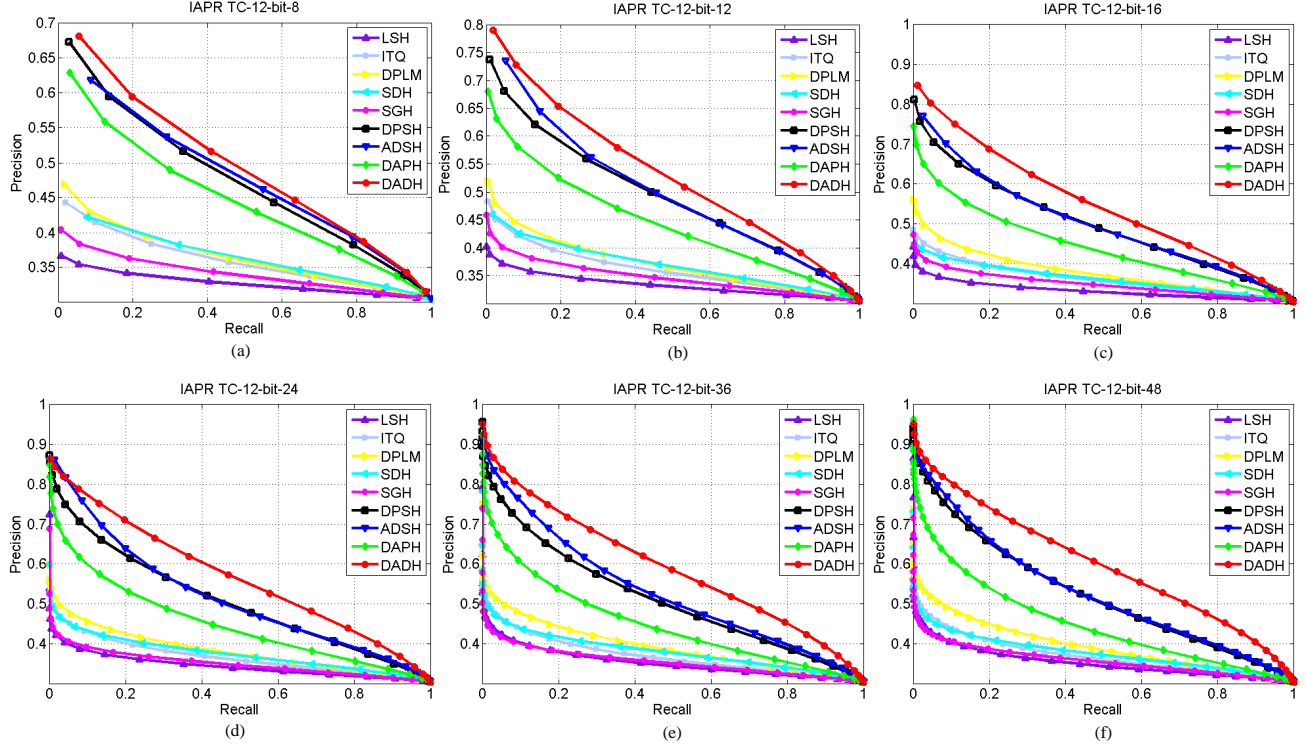 IAPR TC-12-bit-8
Precision
0.7
0.65
0.6
0.55
0.5
0.45
0.4
0.35
0
0.2
0.4
0.6
0.8
1
Recall
LSH
ITQ
DPLM
SDH
SGH
DPSH
ADSH
DAPH
DADH
(a)
IAPR TC-12-bit-12
Precision
0.8
0.75
0.7
0.65
0.6
0.55
0.5
0.45
0.4
0.35
0
0.2
0.4
0.6
0.8
1
Recall
LSH
ITQ
DPLM
SDH
SGH
DPSH
ADSH
DAPH
DADH
(b)
IAPR TC-12-bit-16
Precision
1
0.9
0.8
0.7
0.6
0.5
0.4
0
0.2
0.4
0.6
0.8
1
Recall
LSH
ITQ
DPLM
SDH
SGH
DPSH
ADSH
DAPH
DADH
(c)
IAPR TC-12-bit-24
Precision
1
0.9
0.8
0.7
0.6
0.5
0.4
0
0.2
0.4
0.6
0.8
1
Recall
LSH
ITQ
DPLM
SDH
SGH
DPSH
ADSH
DAPH
DADH
(d)
IAPR TC-12-bit-36
Precision
1
0.9
0.8
0.7
0.6
0.5
0.4
0
0.2
0.4
0.6
0.8
1
Recall
LSH
ITQ
DPLM
SDH
SGH
DPSH
ADSH
DAPH
DADH
(e)
IAPR TC-12-bit-48
Precision
1
0.9
0.8
0.7
0.6
0.5
0.4
0
0.2
0.4
0.6
0.8
1
Recall
LSH
ITQ
DPLM
SDH
SGH
DPSH
ADSH
DAPH
DADH
(f)